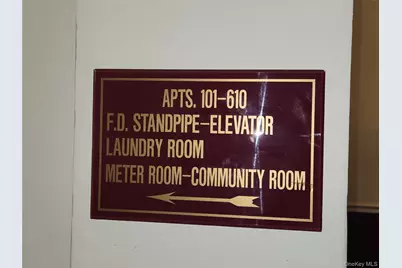 APTS. 101-610
F.D. STANDPIPE-ELEVATOR
LAUNDRY ROOM
METER ROOM-COMMUNITY ROOM
OneKey MLS